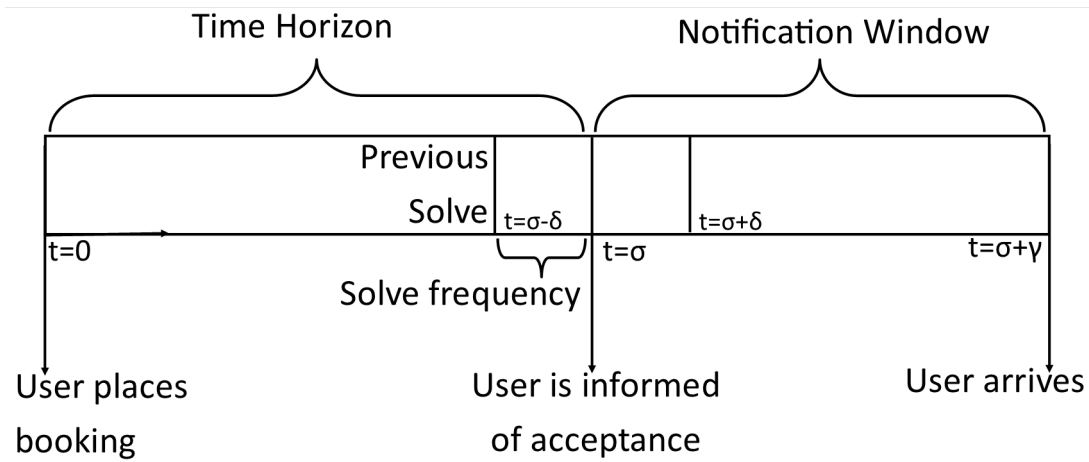 Time Horizon
Notification Window
Previous
Solve
t=σ-δ
t=σ+δ
t=0
t=σ
t=σ+γ
Solve frequency
User places
booking
User is informed
of acceptance
User arrives